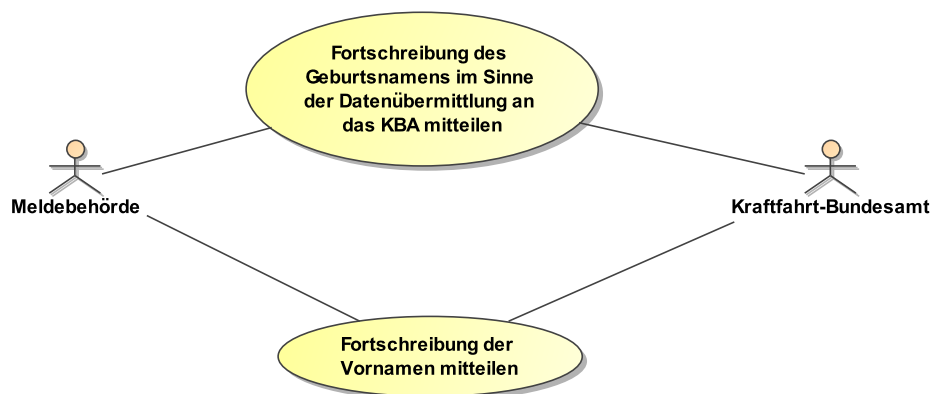 Fortschreibung des
Geburtsnamens im Sinne
der Datenübermittlung an
das KBA mitteilen
Meldebehörde
Kraftfahrt-Bundesamt
Fortschreibung der
Vornamen mitteilen